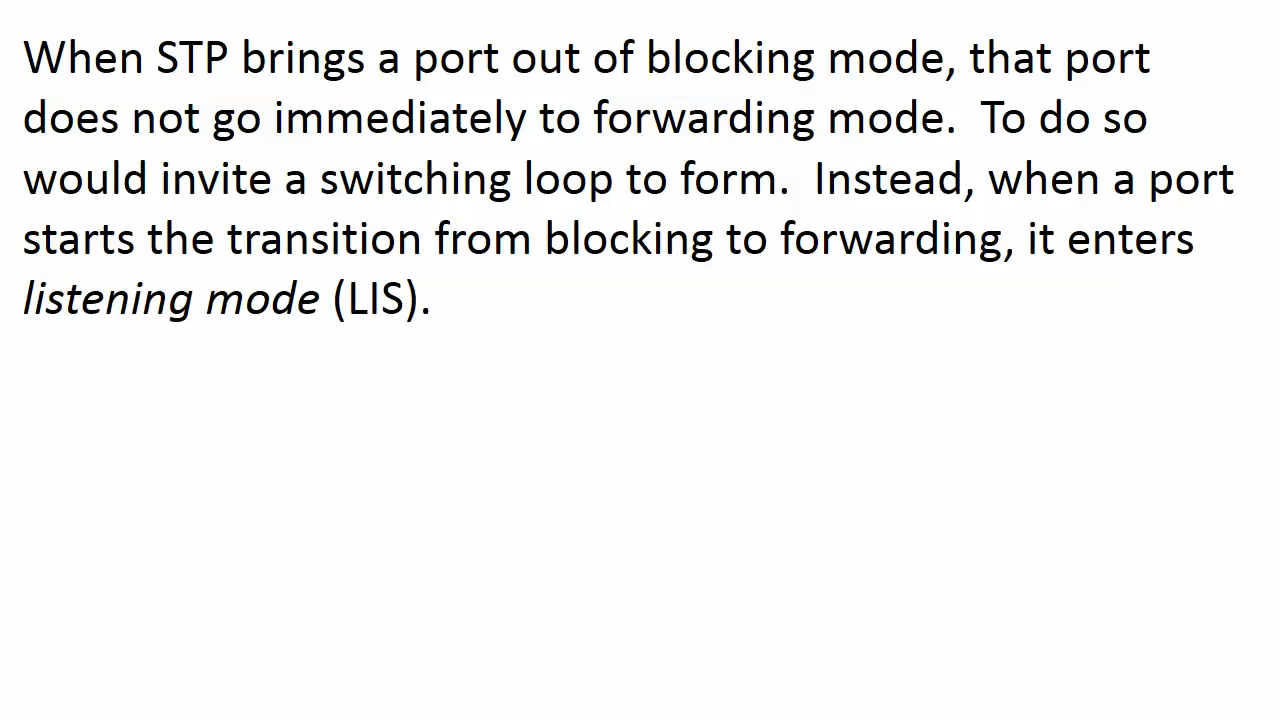 When STP brings a port out of blocking mode, that port
does not go immediately to forwarding mode.  To do so
would invite a switching loop to form.  Instead, when a port
starts the transition from blocking to forwarding, it enters
listening mode (LIS).